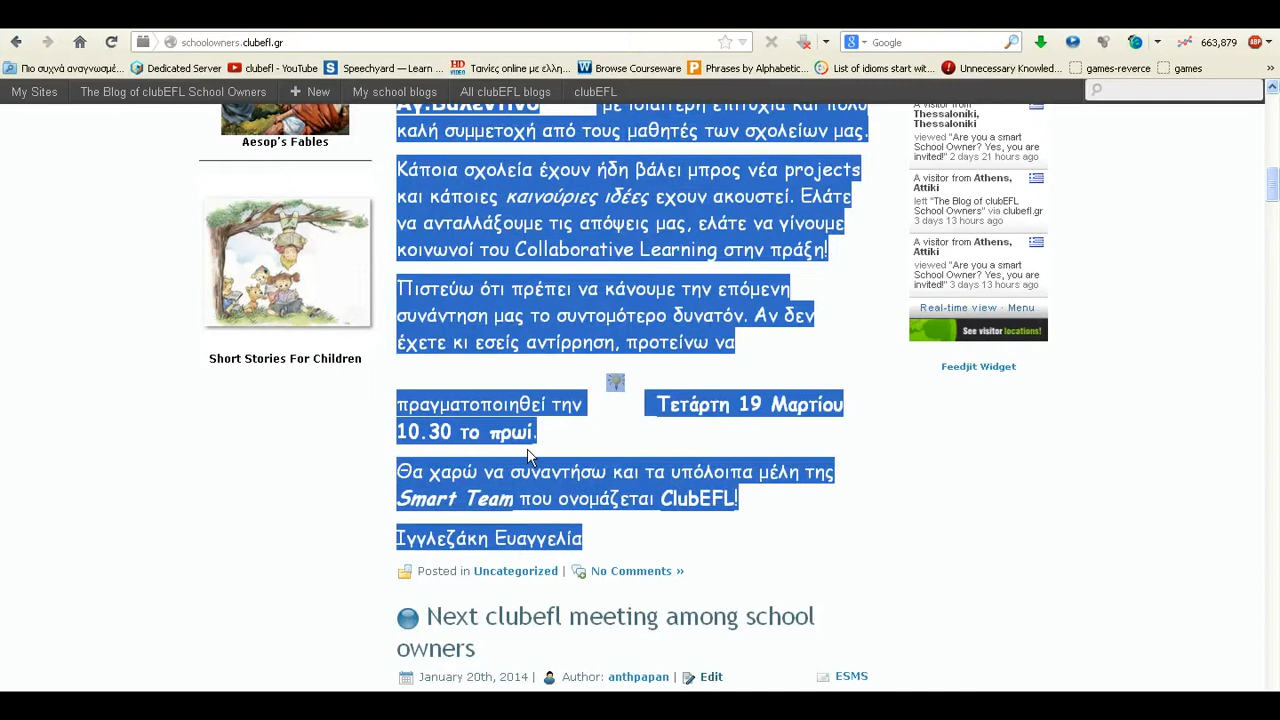 schoolowners.clubefl.gr
Google
663,879
Πιο συχνά αναγνωσμέ...
Dedicated Server
clubefl - YouTube
Speechyard — Learn ...
Ταινίες online με ελλη...
Browse Courseware
Phrases by Alphabetic...
List of idioms start wit...
Unnecessary Knowled...
games-reverce
games
»
My Sites
The Blog of clubEFL School Owners
+ New
My school blogs
All clubEFL blogs
clubEFL
Aesop's Fables
Short Stories For Children
Αγ.Βαλεντίνο με ιδιαίτερη επιτυχία και πολύ
καλή συμμετοχή από τους μαθητές των σχολείων μας.
Κάποια σχολεία έχουν ήδη βάλει μπρος νέα projects
και κάποιες καινούριες ιδέες εχουν ακουστεί. Ελάτε
να ανταλλάξουμε τις απόψεις μας, ελάτε να γίνουμε
κοινωνοί του Collaborative Learning στην πράξη!
Πιστεύω ότι πρέπει να κάνουμε την επόμενη
συνάντηση μας το συντομότερο δυνατόν. Αν δεν
έχετε κι εσείς αντίρρηση, προτείνω να
πραγματοποιηθεί την Τετάρτη 19 Μαρτίου
10.30 το πρωί.
Θα χαρώ να συναντήσω και τα υπόλοιπα μέλη της
Smart Team που ονομάζεται ClubEFL!
Ιγγλεζάκη Ευαγγελία
Posted in Uncategorized | No Comments »
Next clubefl meeting among school
owners
January 20th, 2014 | Author: anthpapan | Edit
ESMS
A visitor from
Thessaloniki,
Thessaloniki
viewed "Are you a smart
School Owner? Yes, you are
invited!" 2 days 21 hours ago
A visitor from Athens,
Attiki
left "The Blog of clubEFL
School Owners" via clubefl.gr
3 days 13 hours ago
A visitor from Athens,
Attiki
viewed "Are you a smart
School Owner? Yes, you are
invited!" 3 days 13 hours ago
Real-time view · Menu
See visitor locations!
Feedjit Widget